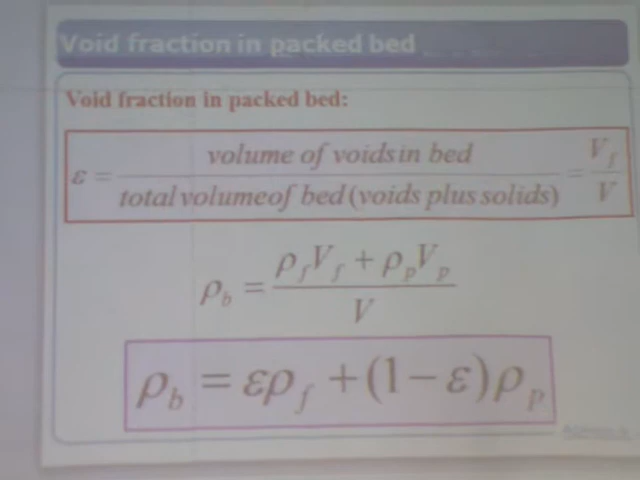 Void fraction in packed bed
Void fraction in packed bed:
ε = volume of voids in bed / total volume of bed (voids plus solids) = V_f / V
ρ_b = (ρ_f V_f + ρ_p V_p) / V
ρ_b = ερ_f + (1 − ε)ρ_p